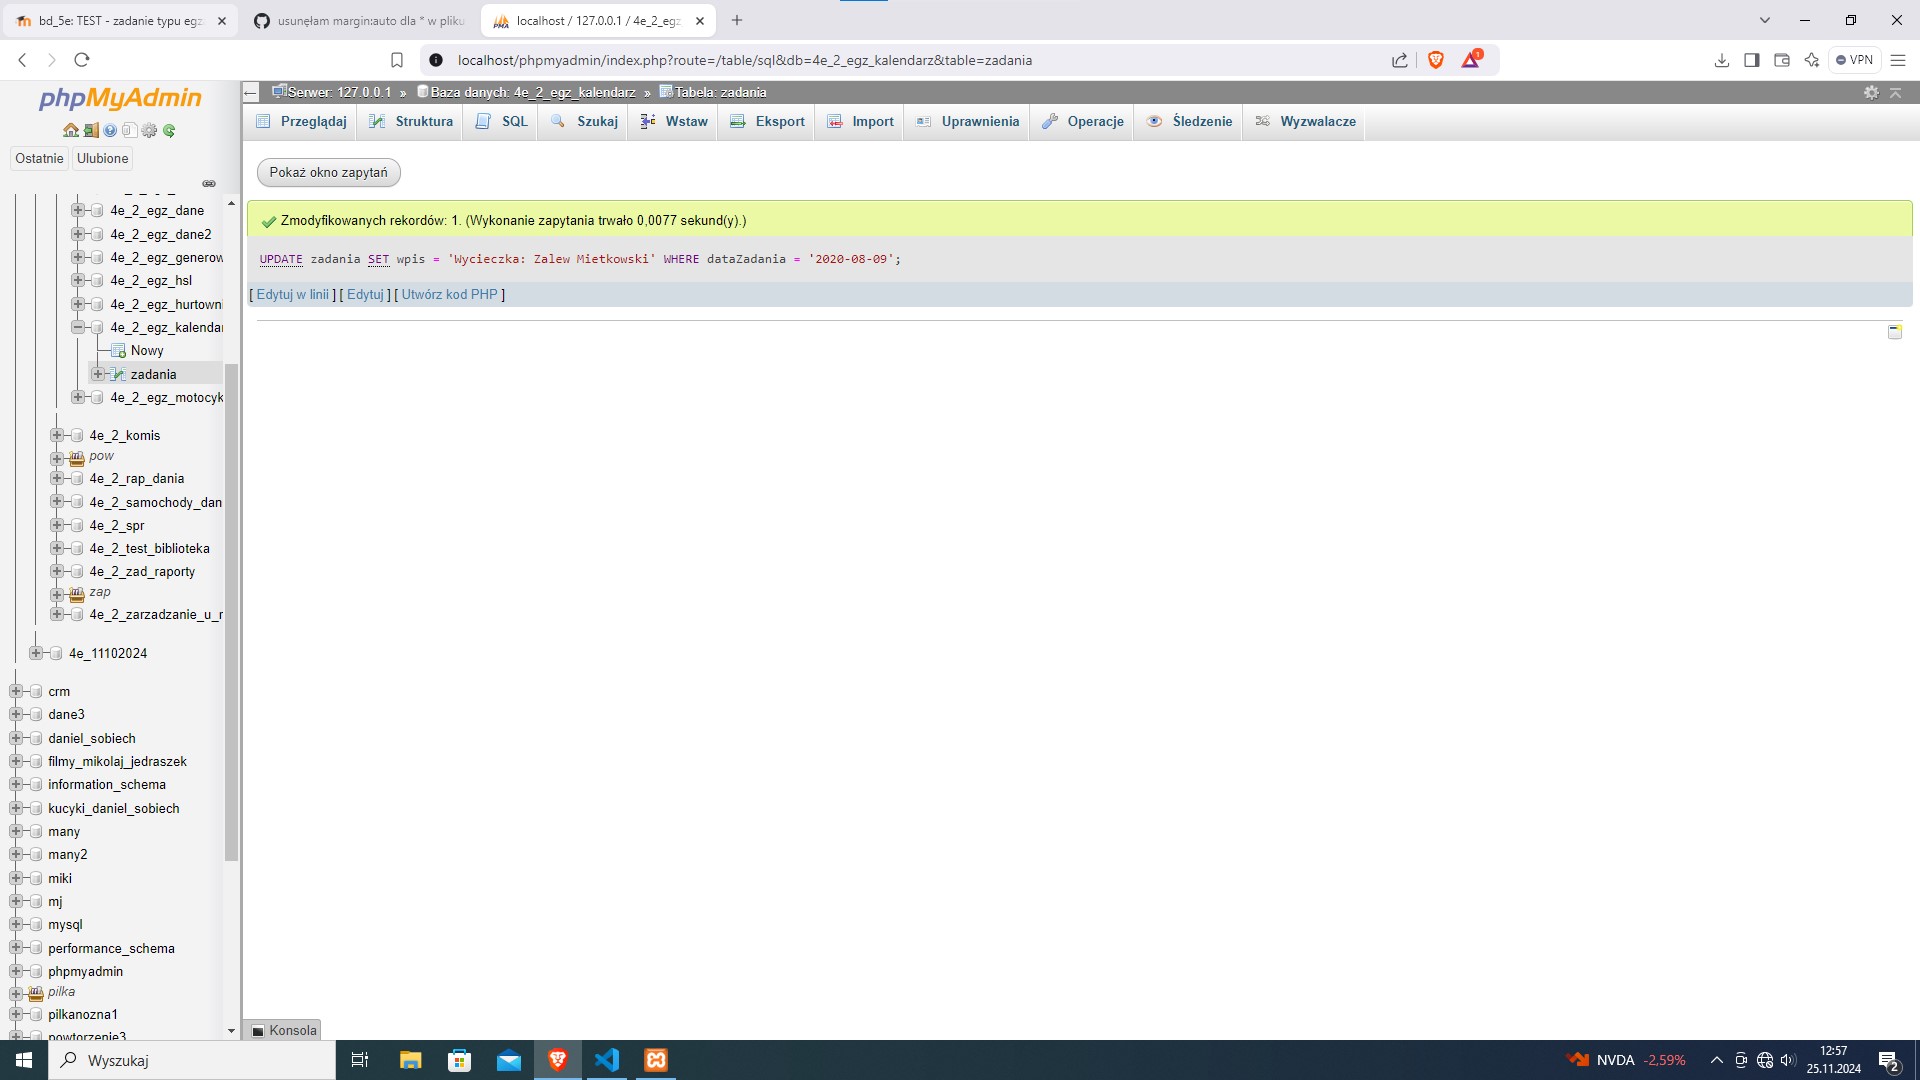 bd_5e: TEST - zadanie typu egz
usunęłam margin:auto dla * w pliku
localhost / 127.0.0.1 / 4e_2_egz
localhost/phpmyadmin/index.php?route=/table/sql&db=4e_2_egz_kalendarz&table=zadania
1
VPN
phpMyAdmin
Ostatnie
Ulubione
4e_2_egz_dane
4e_2_egz_dane2
4e_2_egz_generow
4e_2_egz_hsl
4e_2_egz_hurtowni
4e_2_egz_kalendar
Nowy
zadania
4e_2_egz_motocyk
4e_2_komis
pow
4e_2_rap_dania
4e_2_samochody_dan
4e_2_spr
4e_2_test_biblioteka
4e_2_zad_raporty
zap
4e_2_zarzadzanie_u_r
4e_11102024
crm
dane3
daniel_sobiech
filmy_mikolaj_jedraszek
information_schema
kucyki_daniel_sobiech
many
many2
miki
mj
mysql
performance_schema
phpmyadmin
pilka
pilkanozna1
powtorzenie3
Serwer: 127.0.0.1 » Baza danych: 4e_2_egz_kalendarz » Tabela: zadania
Przeglądaj
Struktura
SQL
Szukaj
Wstaw
Eksport
Import
Uprawnienia
Operacje
Śledzenie
Wyzwalacze
Pokaż okno zapytań
Zmodyfikowanych rekordów: 1. (Wykonanie zapytania trwało 0,0077 sekund(y).)
UPDATE zadania SET wpis = 'Wycieczka: Zalew Mietkowski' WHERE dataZadania = '2020-08-09';
[ Edytuj w linii ] [ Edytuj ] [ Utwórz kod PHP ]
Konsola
Wyszukaj
NVDA -2,59%
12:57
25.11.2024
2